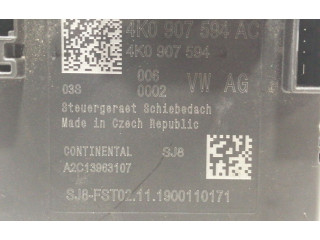 4K0 907 594 AC
4K0 907 594
006
03S 0002 VW AG
Steuergeraet Schiebedach
Made in Czech Republic
CONTINENTAL SJ8
A2C13963107
SJ8-FST02.11.1900110171